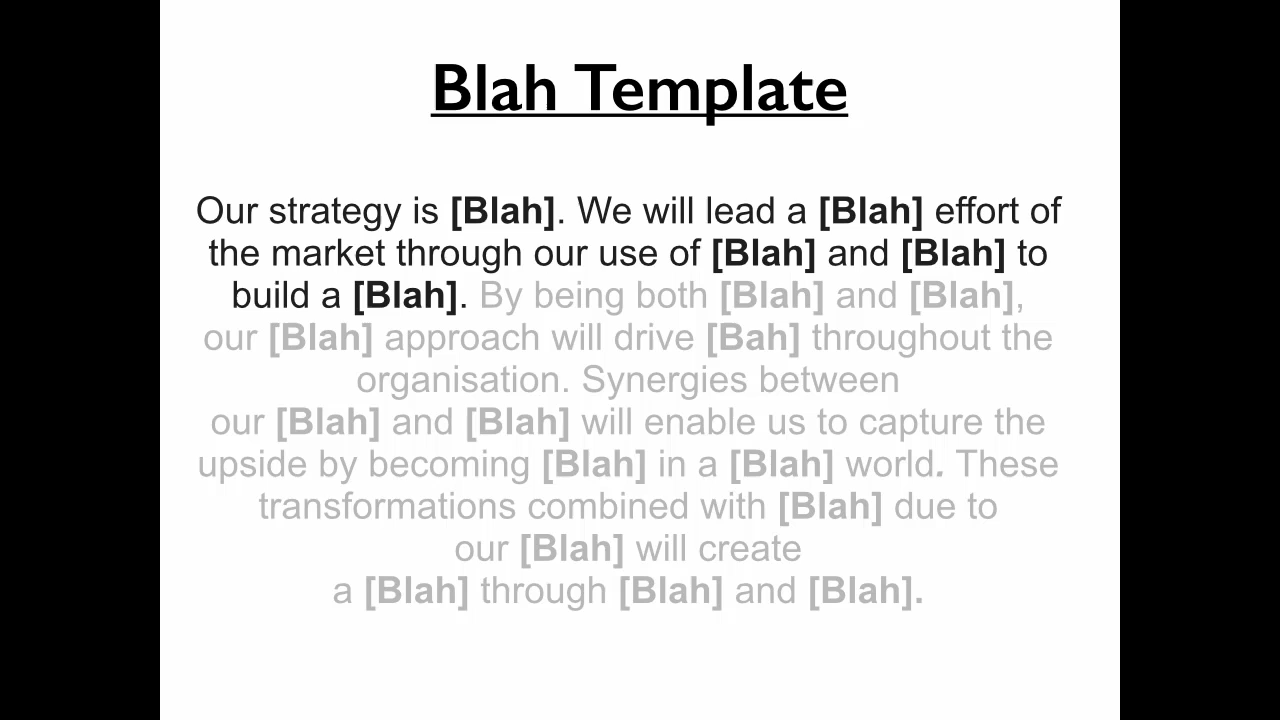 Blah Template
Our strategy is [Blah]. We will lead a [Blah] effort of
the market through our use of [Blah] and [Blah] to
build a [Blah]. By being both [Blah] and [Blah],
our [Blah] approach will drive [Bah] throughout the
organisation. Synergies between
our [Blah] and [Blah] will enable us to capture the
upside by becoming [Blah] in a [Blah] world. These
transformations combined with [Blah] due to
our [Blah] will create
a [Blah] through [Blah] and [Blah].